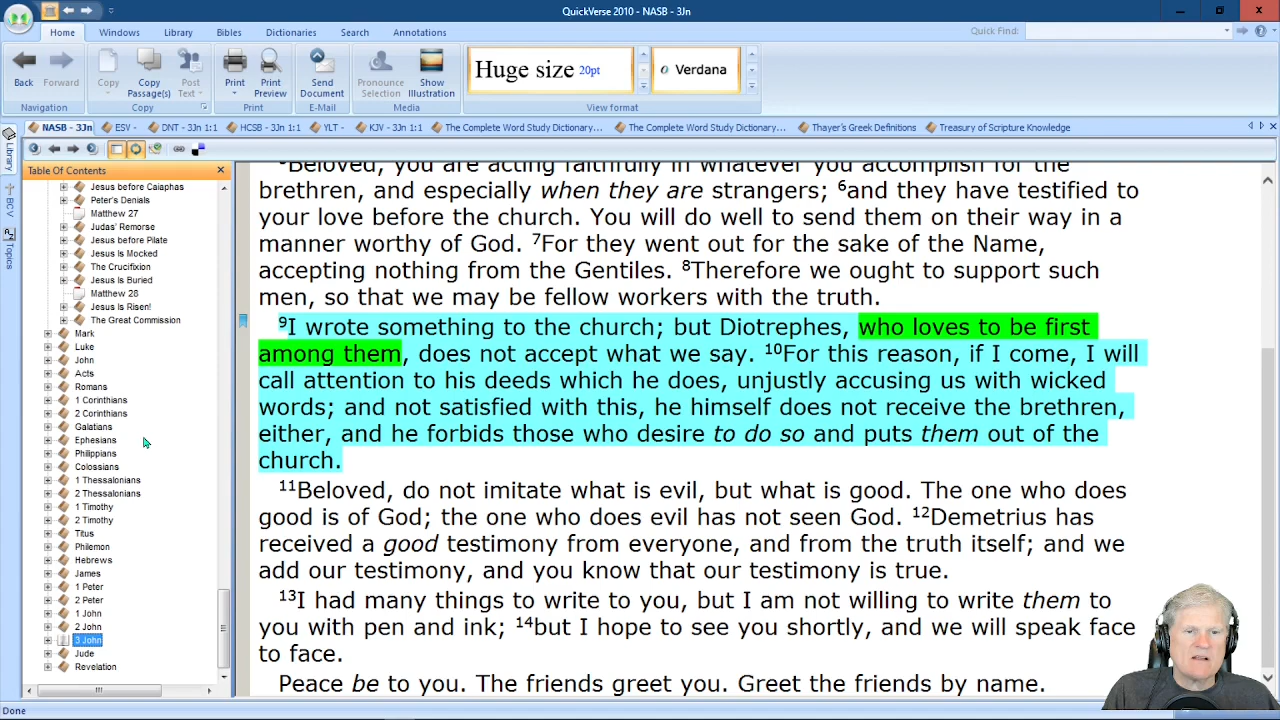 QuickVerse 2010 - NASB - 3Jn
Home Windows Library Bibles Dictionaries Search Annotations Quick Find:
Back Forward Copy Copy Passage(s) Post Text Print Print Preview Send Document Pronounce Selection Show Illustration Huge size 20pt Verdana
Navigation Copy Print E-Mail Media View format
NASB - 3Jn ESV - DNT - 3Jn 1:1 HCSB - 3Jn 1:1 YLT - KJV - 3Jn 1:1 The Complete Word Study Dictionary... The Complete Word Study Dictionary... Thayer's Greek Definitions Treasury of Scripture Knowledge
Library
BCV
Topics
Table Of Contents
Jesus before Caiaphas
Peter's Denials
Matthew 27
Judas' Remorse
Jesus before Pilate
Jesus Is Mocked
The Crucifixion
Jesus Is Buried
Matthew 28
Jesus Is Risen!
The Great Commission
Mark
Luke
John
Acts
Romans
1 Corinthians
2 Corinthians
Galatians
Ephesians
Philippians
Colossians
1 Thessalonians
2 Thessalonians
1 Timothy
2 Timothy
Titus
Philemon
Hebrews
James
1 Peter
2 Peter
1 John
2 John
3 John
Jude
Revelation
Beloved, you are acting faithfully in whatever you accomplish for the
brethren, and especially when they are strangers; 6and they have testified to
your love before the church. You will do well to send them on their way in a
manner worthy of God. 7For they went out for the sake of the Name,
accepting nothing from the Gentiles. 8Therefore we ought to support such
men, so that we may be fellow workers with the truth.
9I wrote something to the church; but Diotrephes, who loves to be first
among them, does not accept what we say. 10For this reason, if I come, I will
call attention to his deeds which he does, unjustly accusing us with wicked
words; and not satisfied with this, he himself does not receive the brethren,
either, and he forbids those who desire to do so and puts them out of the
church.
11Beloved, do not imitate what is evil, but what is good. The one who does
good is of God; the one who does evil has not seen God. 12Demetrius has
received a good testimony from everyone, and from the truth itself; and we
add our testimony, and you know that our testimony is true.
13I had many things to write to you, but I am not willing to write them to
you with pen and ink; 14but I hope to see you shortly, and we will speak face
to face.
Peace be to you. The friends greet you. Greet the friends by name.
Done